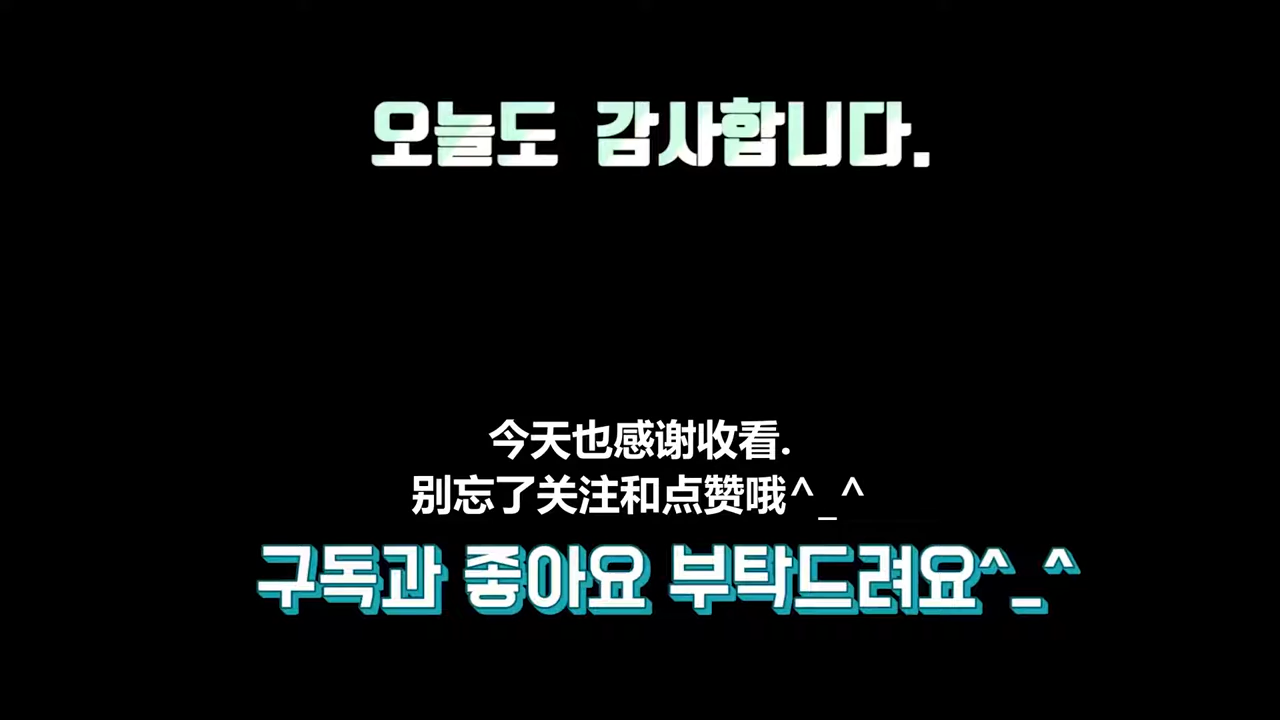 오늘도 감사합니다.
今天也感谢收看.
别忘了关注和点赞哦^_^
구독과 좋아요 부탁드려요^_^